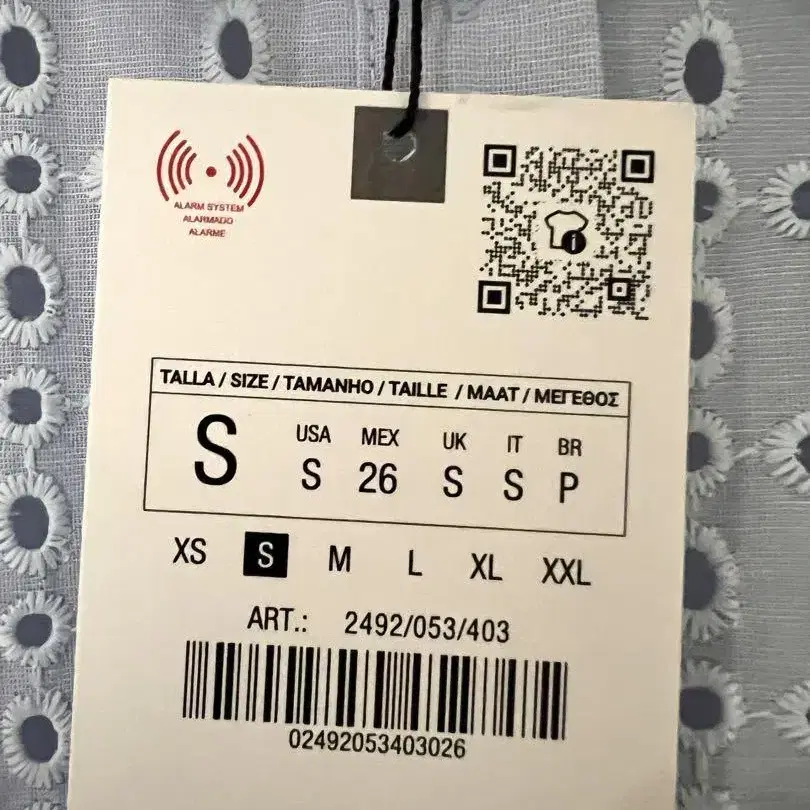 ALARM SYSTEM
ALARMADO
ALARME
i
TALLA / SIZE / TAMANHO / TAILLE / MAAT / ΜΕΓΕΘΟΣ
S
USA MEX UK IT BR
S 26 S S P
XS S M L XL XXL
ART.: 2492/053/403
02492053403026